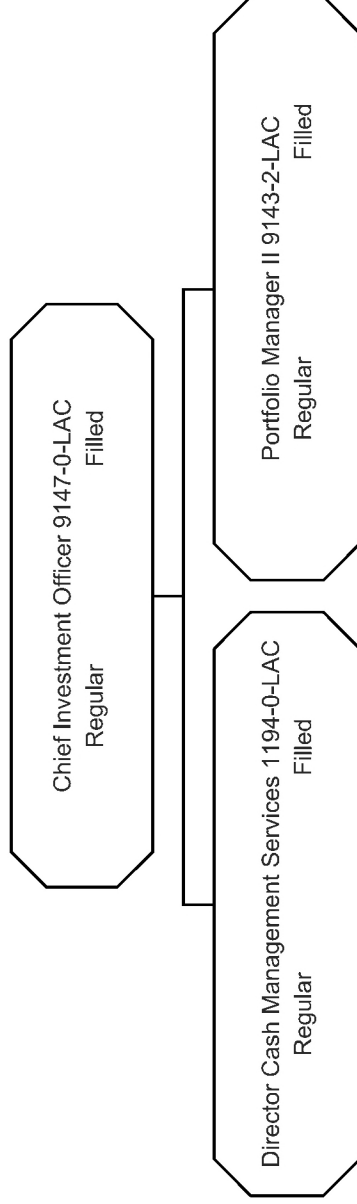 Chief Investment Officer 9147-0-LAC
Regular Filled
Director Cash Management Services 1194-0-LAC
Regular Filled
Portfolio Manager II 9143-2-LAC
Regular Filled